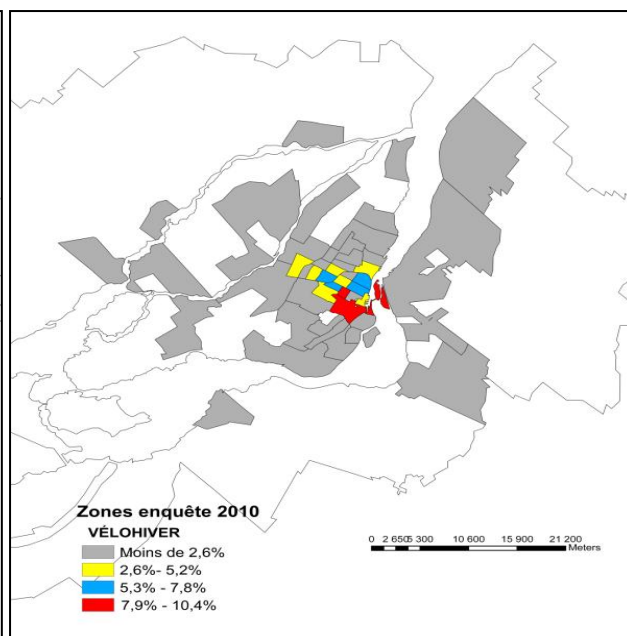 Zones enquête 2010
VÉLOHIVER
Moins de 2,6%
2,6%- 5,2%
5,3% - 7,8%
7,9% - 10,4%
0 2 650 5 300 10 600 15 900 21 200
Meters